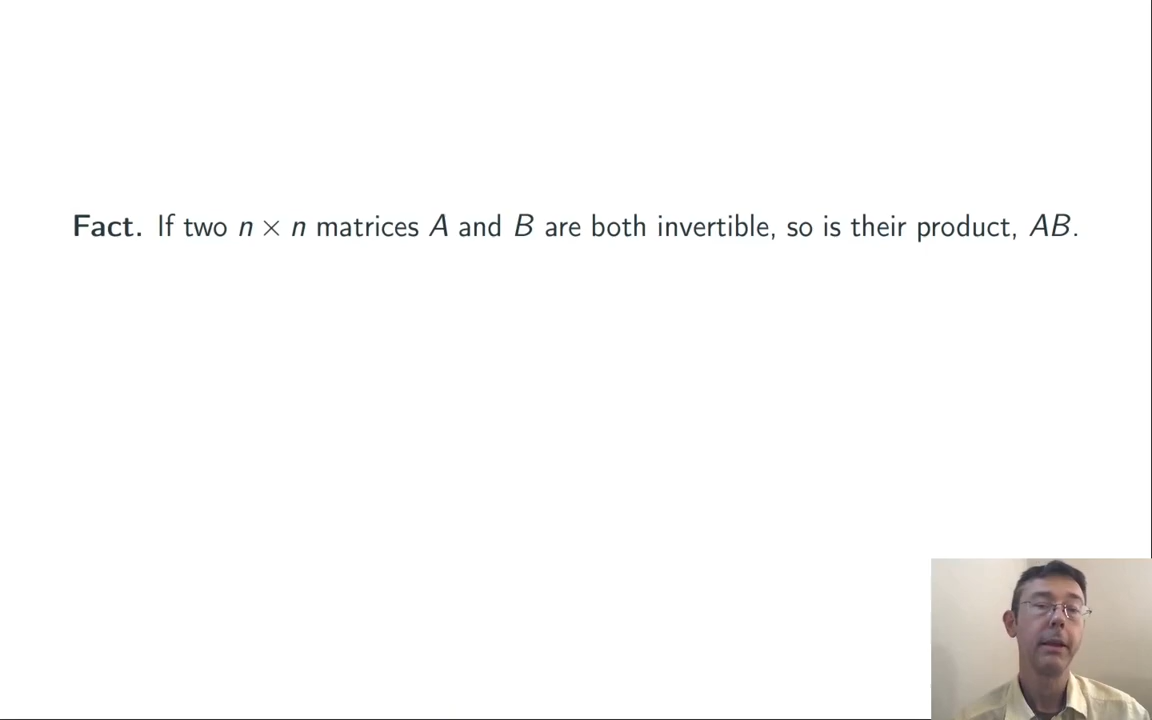 Fact. If two n × n matrices A and B are both invertible, so is their product, AB.